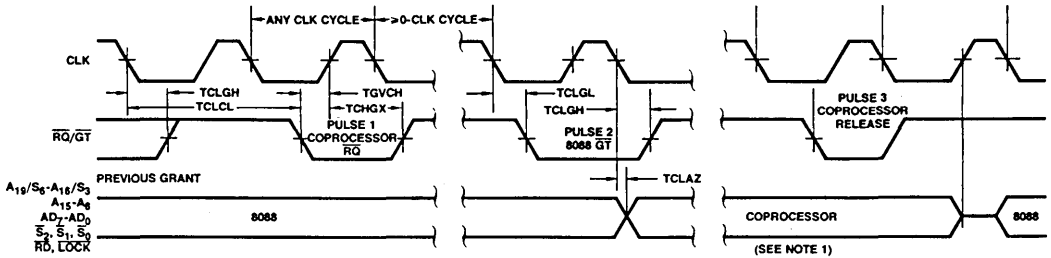 ANY CLK CYCLE
≥0-CLK CYCLE
CLK
TCLGH
TGVCH
TCLGL
TCLCL
TCHGX
TCLGH
PULSE 3
COPROCESSOR
RELEASE
RQ/GT
PULSE 1
COPROCESSOR
RQ
PULSE 2
8088 GT
PREVIOUS GRANT
TCLAZ
A19/S6-A16/S3
A15-A8
AD7-AD0
8088
COPROCESSOR
8088
S2, S1, S0
RD, LOCK
(SEE NOTE 1)